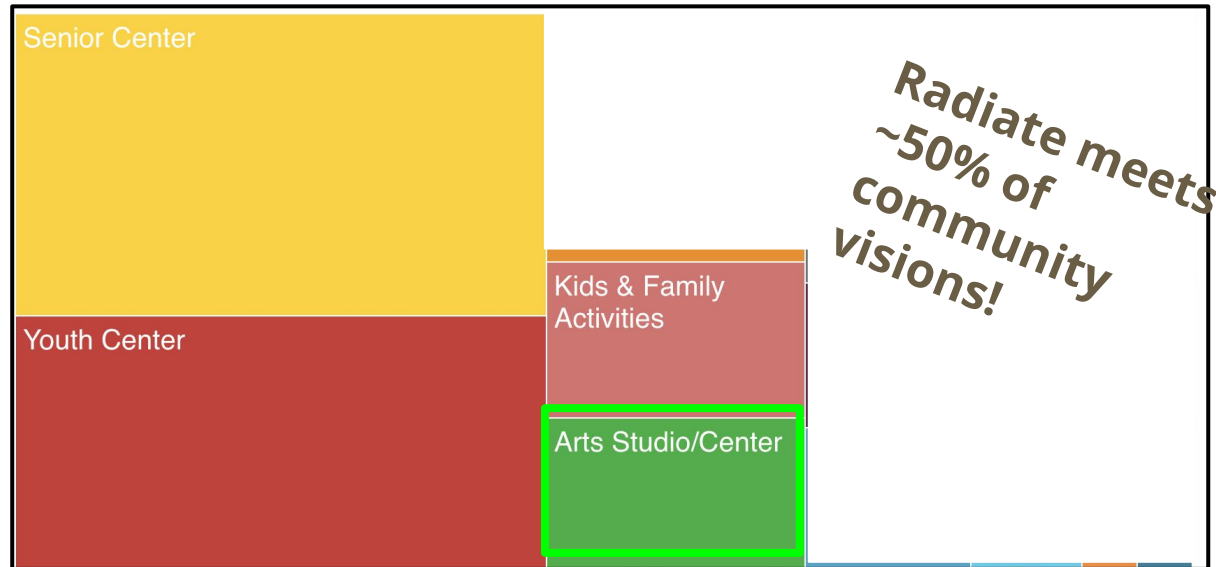 Senior Center
Radiate meets
~50% of
community
visions!
Kids & Family
Activities
Youth Center
Arts Studio/Center